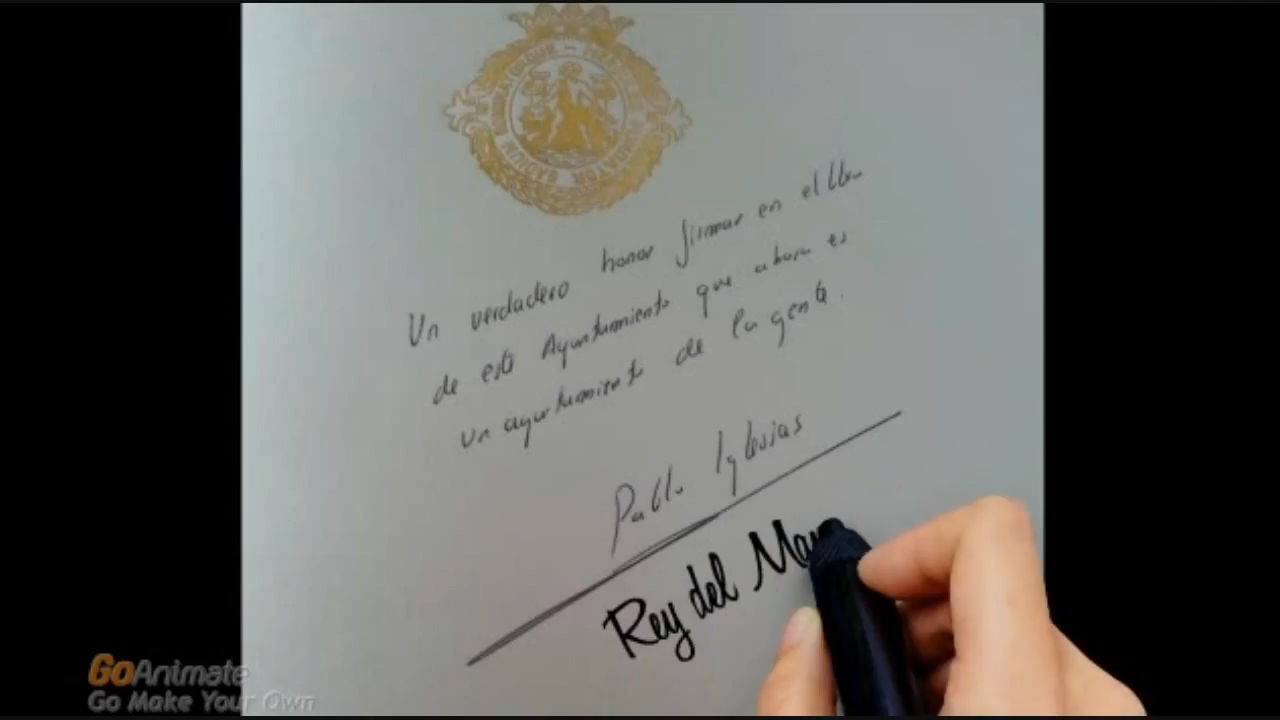 Un verdadero honor firmar en el libro
de este Ayuntamiento que ahora es
un ayuntamiento de la gente.
Pablo Iglesias
Rey del Ma
GoAnimate
Go Make Your Own